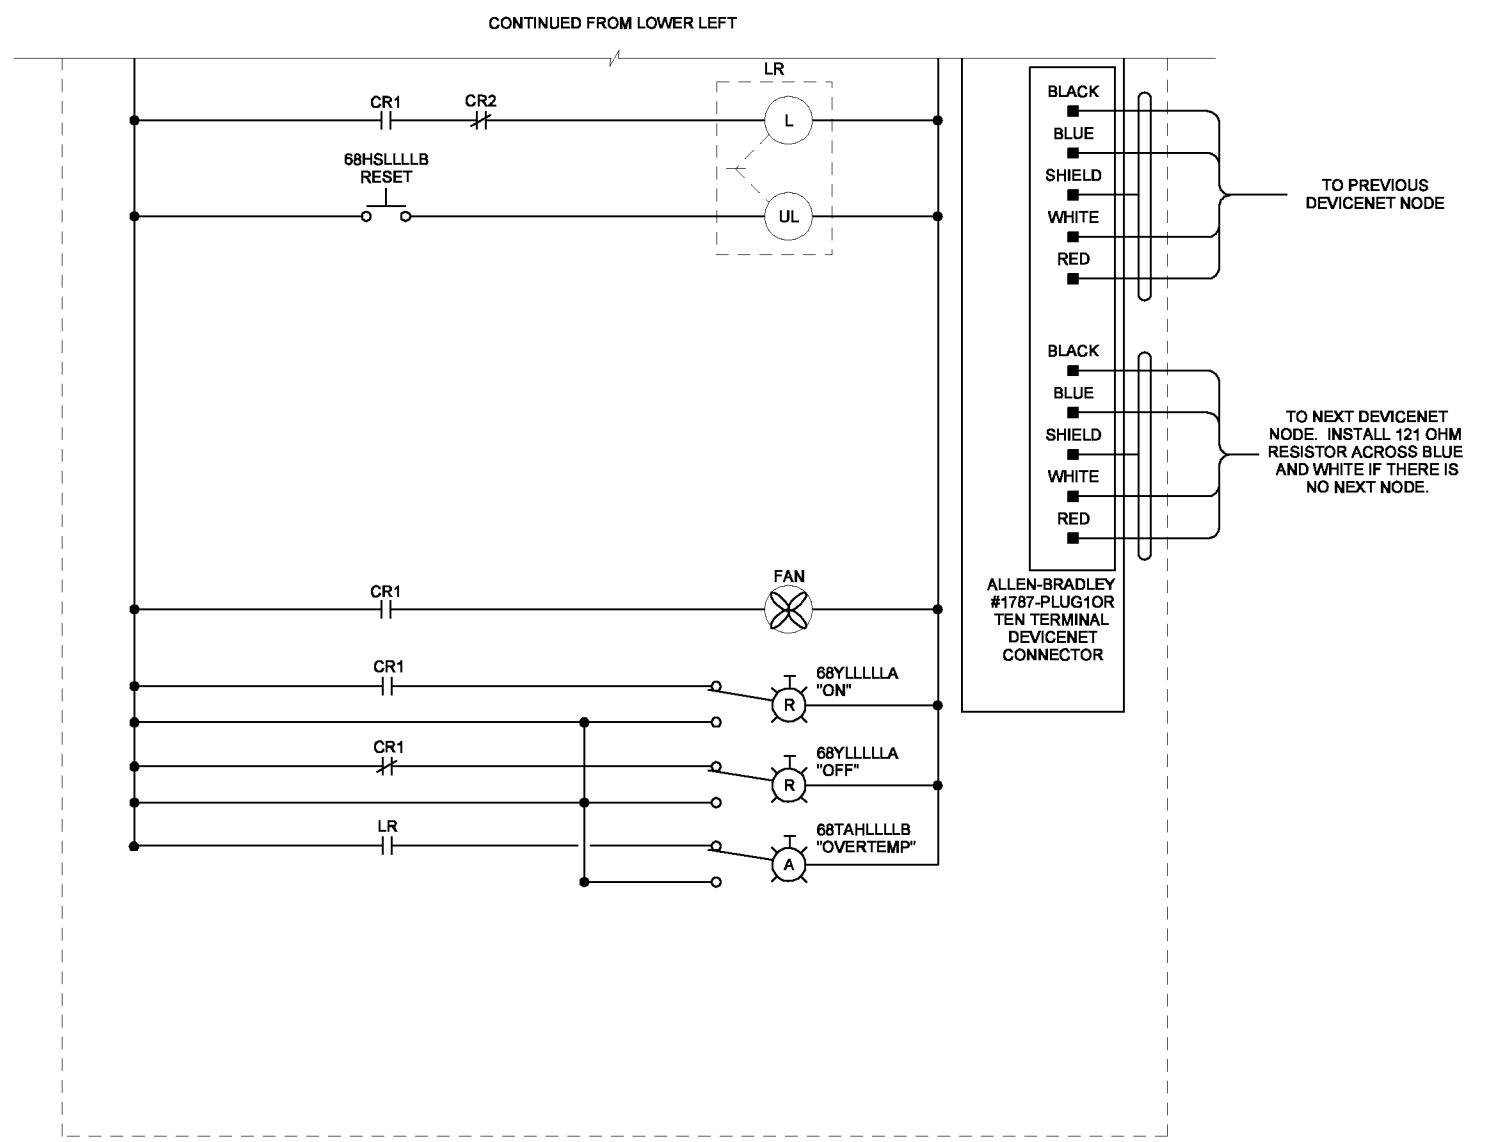 CONTINUED FROM LOWER LEFT
LR
CR1
CR2
L
68HSLLLLB
RESET
UL
BLACK
BLUE
SHIELD
WHITE
RED
TO PREVIOUS
DEVICENET NODE
BLACK
BLUE
SHIELD
WHITE
RED
TO NEXT DEVICENET
NODE. INSTALL 121 OHM
RESISTOR ACROSS BLUE
AND WHITE IF THERE IS
NO NEXT NODE.
ALLEN-BRADLEY
#1787-PLUG10R
TEN TERMINAL
DEVICENET
CONNECTOR
CR1
FAN
CR1
68YLLLLLA
"ON"
R
CR1
68YLLLLLA
"OFF"
R
LR
68TAHLLLLB
"OVERTEMP"
A